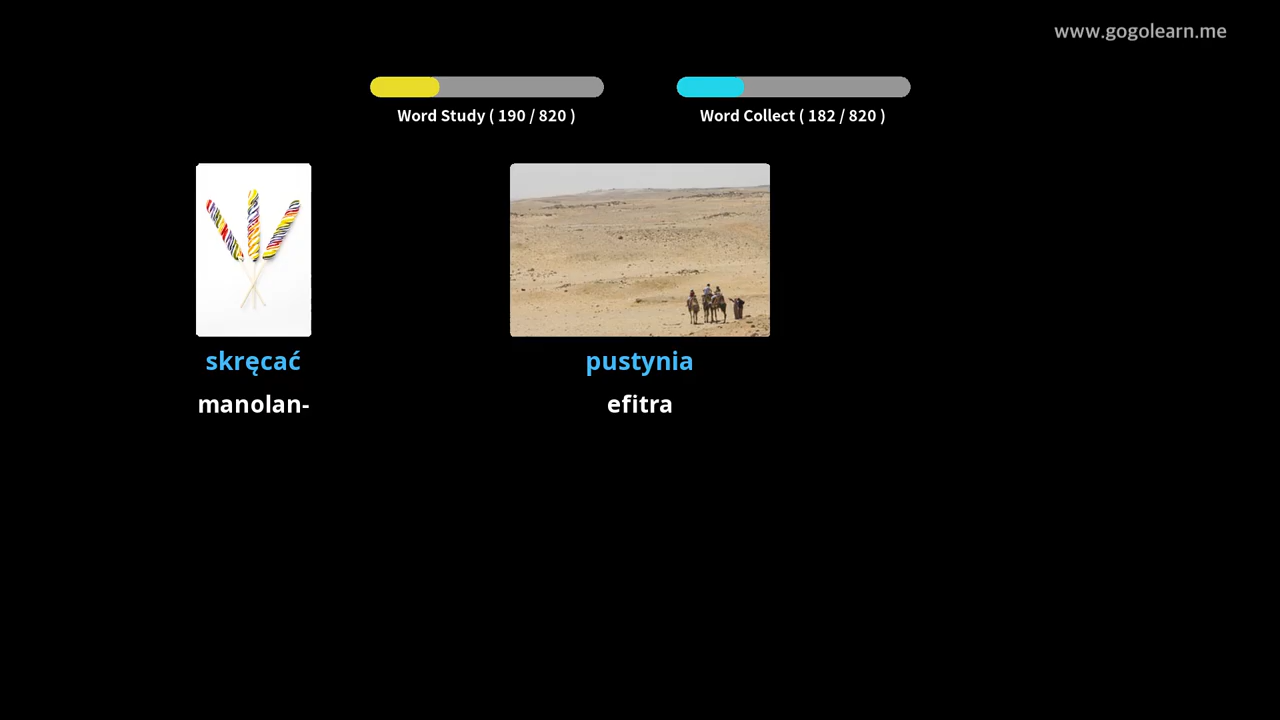 www.gogolearn.me
Word Study ( 190 / 820 )
Word Collect ( 182 / 820 )
skręcać
manolan-
pustynia
efitra